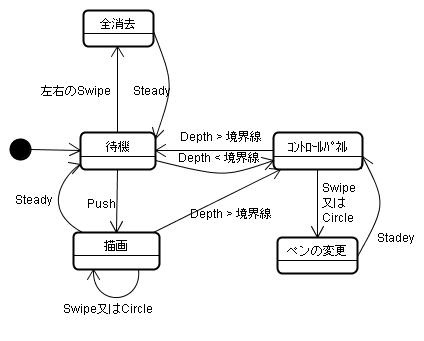 全消去
左右のSwipe
Steady
待機
Depth > 境界線
Depth < 境界線
ｺﾝﾄﾛｰﾙﾊﾟﾈﾙ
Steady
Push
Depth > 境界線
Swipe
又は
Circle
Stadey
描画
ペンの変更
Swipe又はCircle